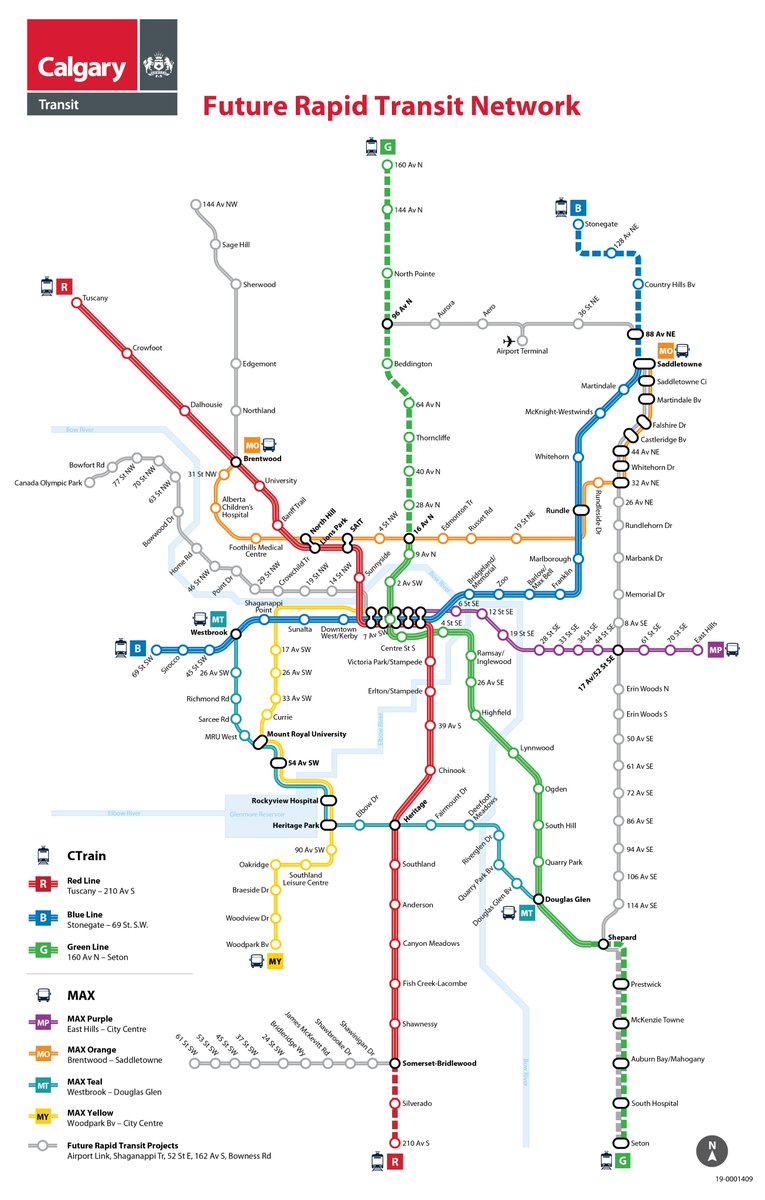 Calgary
Transit
Future Rapid Transit Network
G
160 Av N
144 Av N
North Pointe
96 Av N
Beddington
64 Av N
Thorncliffe
40 Av N
28 Av N
16 Av N
9 Av N
2 Av SW
144 Av NW
Sage Hill
Sherwood
Edgemont
Northland
B
Stonegate
128 Av NE
Country Hills Bv
88 Av NE
MO
Saddletowne
Aurora
Aero
Airport Terminal
36 St NE
Saddletowne Ci
Martindale Bv
Falshire Dr
Castleridge Bv
44 Av NE
Whitehorn Dr
32 Av NE
Martindale
McKnight-Westwinds
Whitehorn
Rundle
Marlborough
Franklin
Barlow/
Max Bell
Zoo
Bridgeland/
Memorial
R
Tuscany
Crowfoot
Dalhousie
MO
Brentwood
University
Banff Trail
North Hill
Lions Park
SAIT
Sunnyside
31 St NW
Alberta
Children's
Hospital
Foothills Medical
Centre
4 St NW
Edmonton Tr
Russet Rd
19 St NE
Rundleside Dr
Bow River
Canada Olympic Park
Bowfort Rd
77 St NW
70 St NW
63 St NW
Bowwood Dr
Home Rd
46 St NW
Point Dr
29 St NW
Crowchild Tr
19 St NW
14 St NW
Bow River
26 Av NE
Rundlehorn Dr
Marbank Dr
Memorial Dr
8 Av SE
MT
Westbrook
Shaganappi
Point
Sunalta
Downtown
West/Kerby
7 Av SW
Centre St S
4 St SE
6 St SE
12 St SE
19 St SE
28 St SE
33 St SE
36 St SE
44 St SE
17 Av/52 St SE
61 St SE
70 St SE
East Hills
MP
B
69 St SW
Sirocco
45 St SW
26 Av SW
Richmond Rd
Sarcee Rd
MRU West
17 Av SW
26 Av SW
33 Av SW
Currie
Mount Royal University
54 Av SW
Rockyview Hospital
Glenmore Reservoir
Heritage Park
Elbow River
Elbow River
Victoria Park/Stampede
Erlton/Stampede
39 Av S
Chinook
Heritage
Elbow Dr
Fairmount Dr
Deerfoot
Meadows
Riverglen Dr
Quarry Park Bv
Douglas Glen Bv
MT
Ramsay/
Inglewood
26 Av SE
Highfield
Lynnwood
Ogden
South Hill
Quarry Park
Douglas Glen
Shepard
Erin Woods N
Erin Woods S
50 Av SE
61 Av SE
72 Av SE
86 Av SE
94 Av SE
106 Av SE
114 Av SE
Prestwick
McKenzie Towne
Auburn Bay/Mahogany
South Hospital
Seton
G
90 Av SW
Southland
Leisure Centre
Oakridge
Braeside Dr
Woodview Dr
Woodpark Bv
MY
Southland
Anderson
Canyon Meadows
Fish Creek-Lacombe
Shawnessy
Somerset-Bridlewood
Silverado
210 Av S
R
61 St SW
53 St SW
45 St SW
37 St SW
24 St SW
Bridleridge Wy
James McKevitt Rd
Shawbrooke Dr
Shawinigan Dr
Bow River
CTrain
R
Red Line
Tuscany – 210 Av S
B
Blue Line
Stonegate – 69 St. S.W.
G
Green Line
160 Av N – Seton
MAX
MP
MAX Purple
East Hills – City Centre
MO
MAX Orange
Brentwood – Saddletowne
MT
MAX Teal
Westbrook – Douglas Glen
MY
MAX Yellow
Woodpark Bv – City Centre
Future Rapid Transit Projects
Airport Link, Shaganappi Tr, 52 St E, 162 Av S, Bowness Rd
N
19-0001409